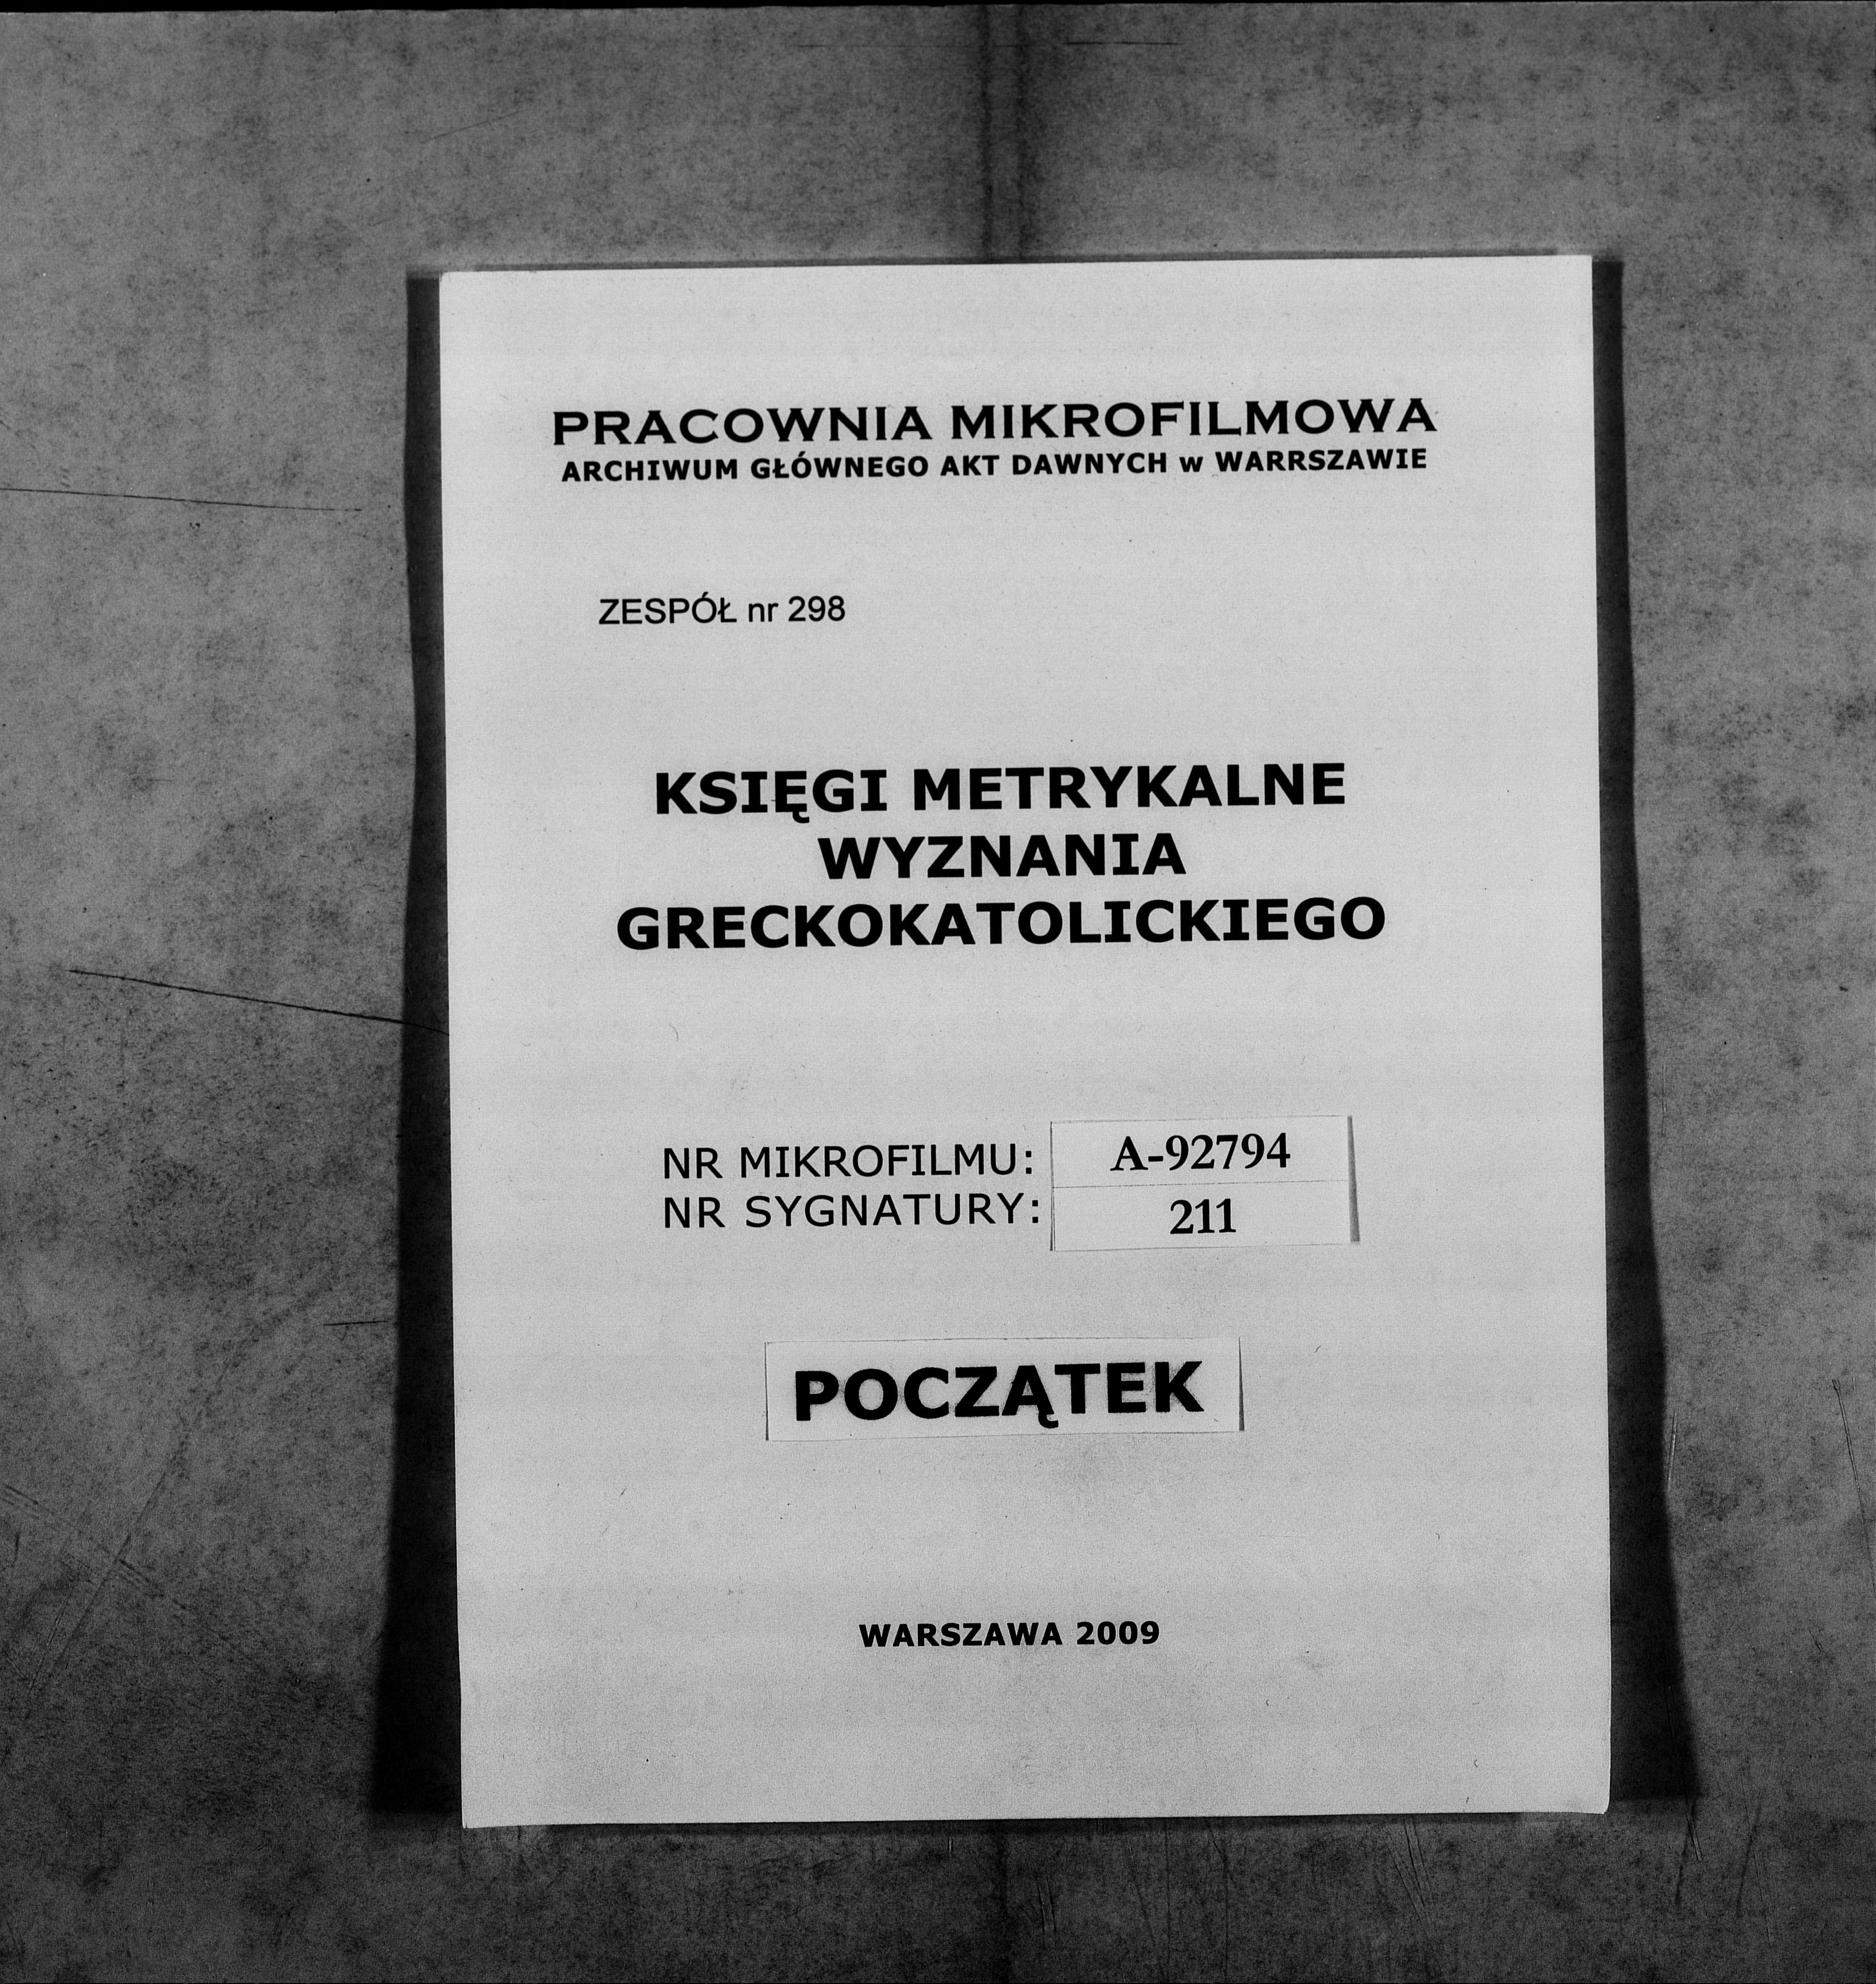 PRACOWNIA MIKROFILMOWA
ARCHIWUM GŁÓWNEGO AKT DAWNYCH w WARRSZAWIE
ZESPÓŁ nr 298
KSIĘGI METRYKALNE
WYZNANIA
GRECKOKATOLICKIEGO
NR MIKROFILMU: A-92794
NR SYGNATURY: 211
POCZĄTEK
WARSZAWA 2009